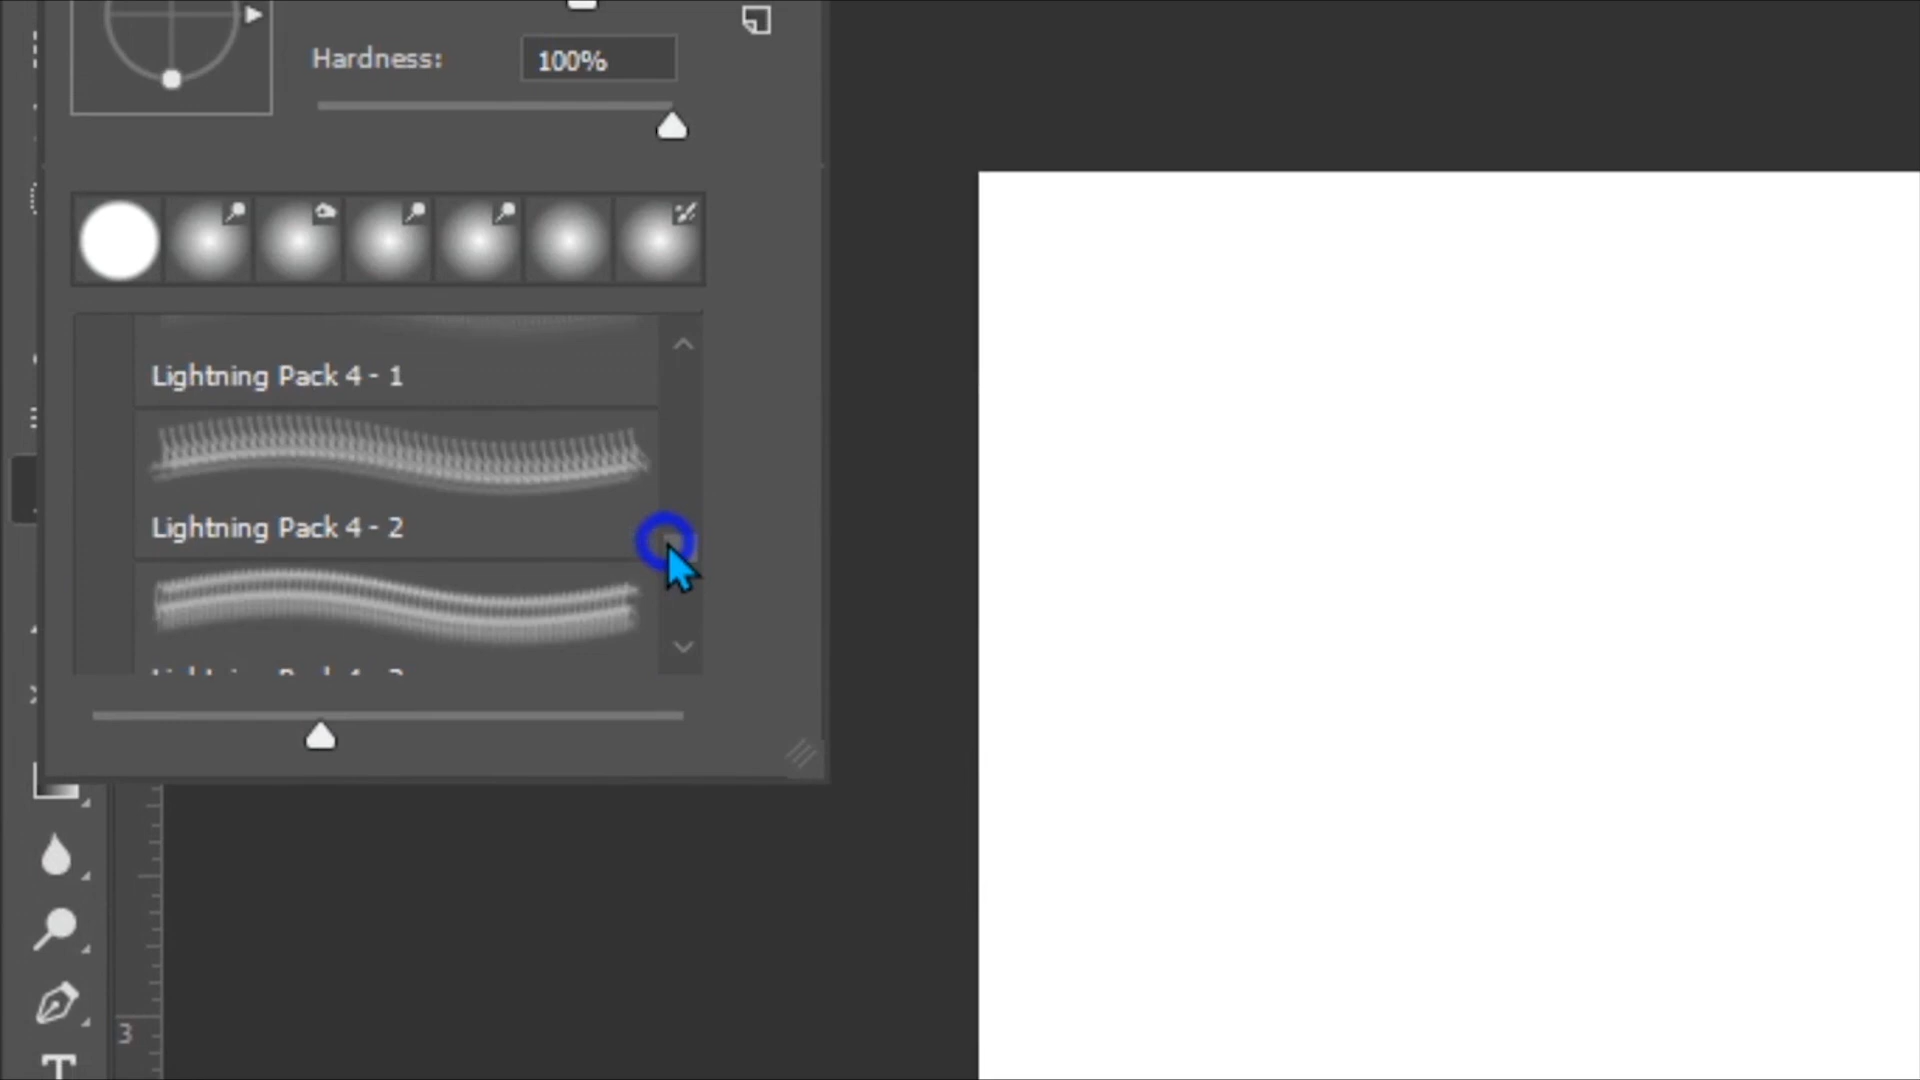 Hardness:
100%
Lightning Pack 4 - 1
Lightning Pack 4 - 2
3